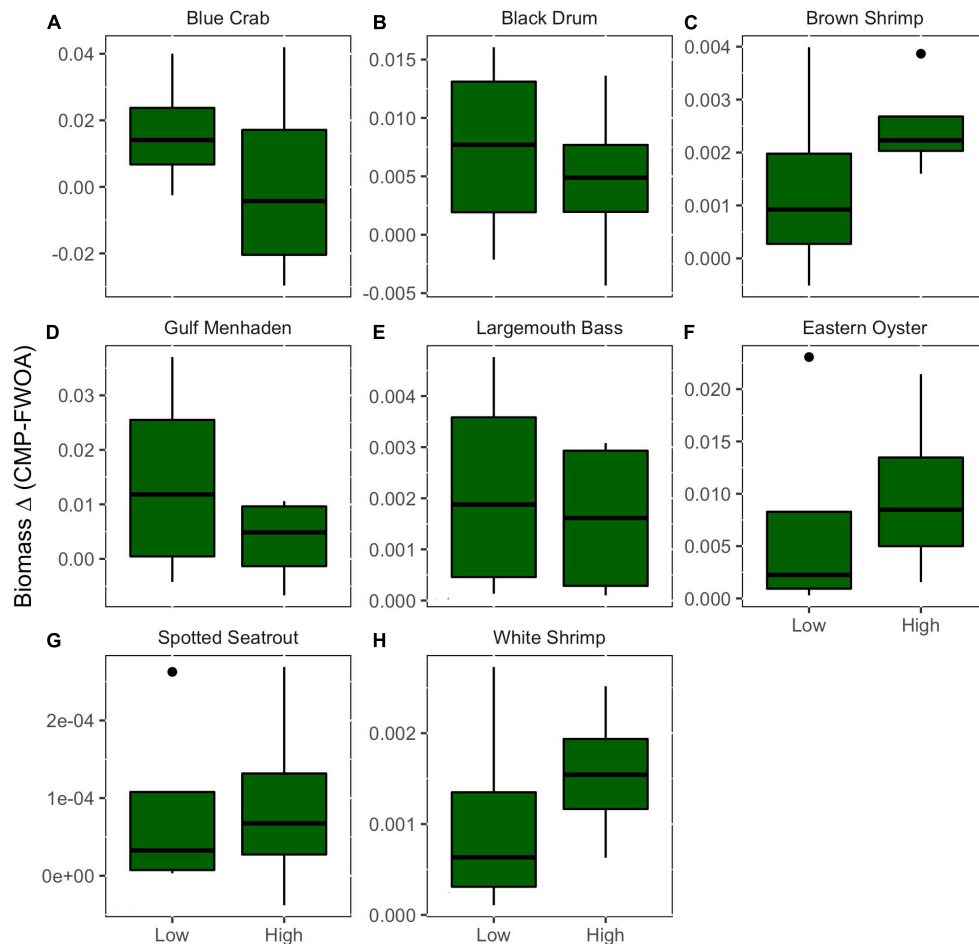 A Blue Crab
0.04
0.02
0.00
-0.02
B Black Drum
0.015
0.010
0.005
0.000
-0.005
C Brown Shrimp
0.004
0.003
0.002
0.001
0.000
Biomass Δ (CMP-FWOA)
D Gulf Menhaden
0.03
0.02
0.01
0.00
E Largemouth Bass
0.004
0.003
0.002
0.001
0.000
F Eastern Oyster
0.020
0.015
0.010
0.005
0.000
Low High
G Spotted Seatrout
2e-04
1e-04
0e+00
Low High
H White Shrimp
0.002
0.001
0.000
Low High